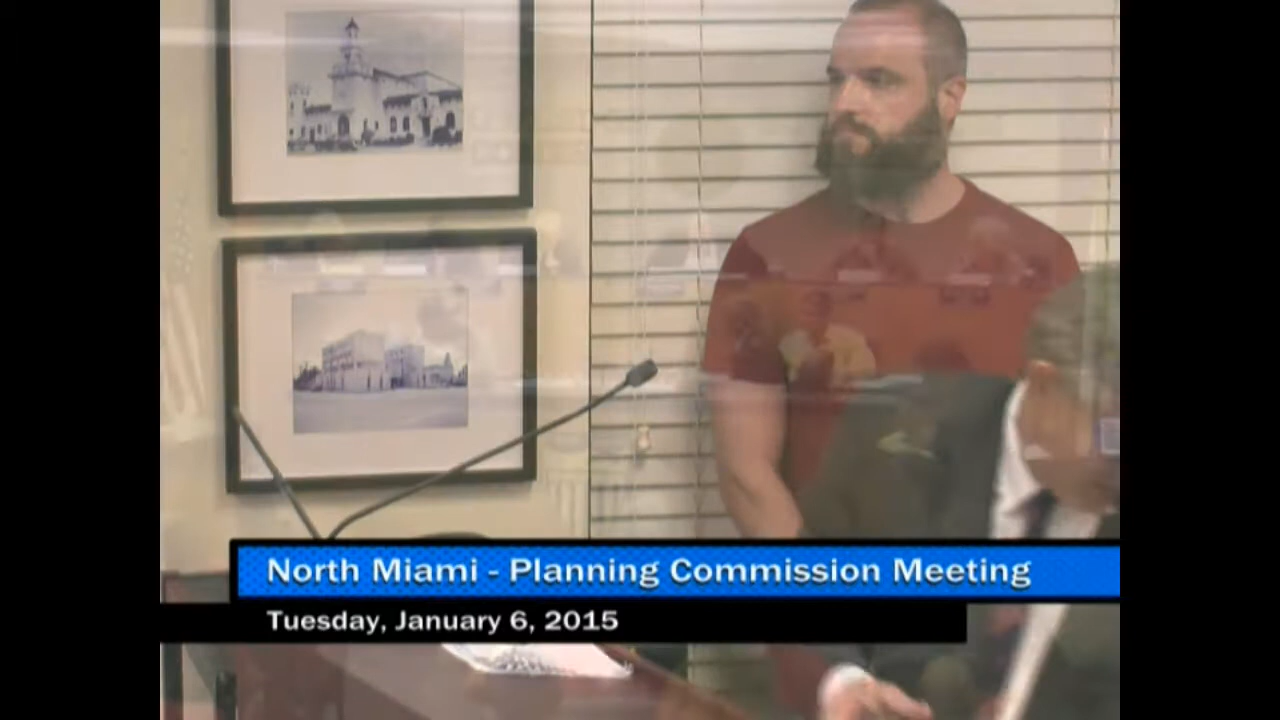 North Miami - Planning Commission Meeting
Tuesday, January 6, 2015